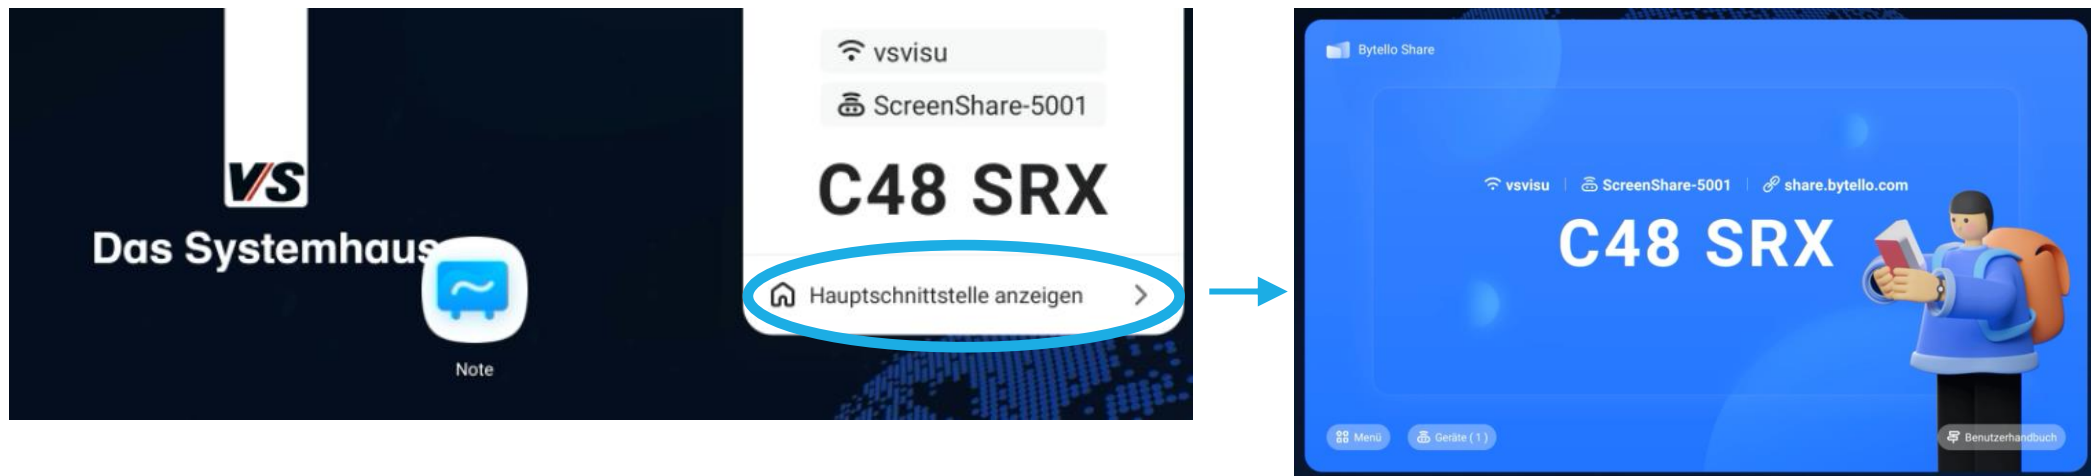 vsvisu
ScreenShare-5001
C48 SRX
Hauptschnittstelle anzeigen
VS
Das Systemhaus
Note
Bytello Share
vsvisu
ScreenShare-5001
share.bytello.com
C48 SRX
Menü
Geräte ( 1 )
Benutzerhandbuch